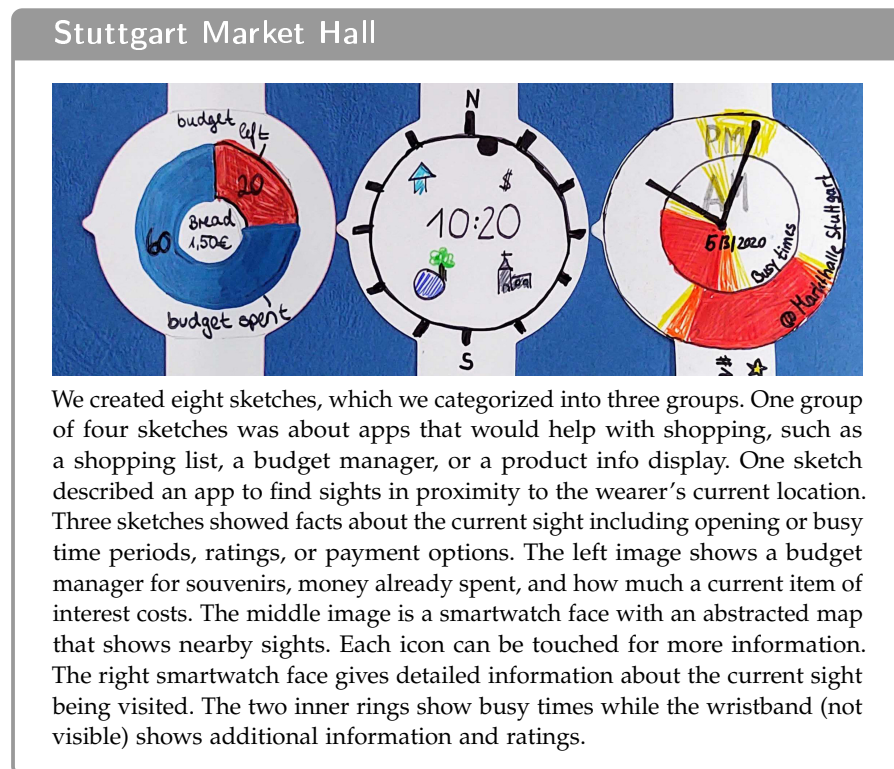 Stuttgart Market Hall
budget left
20
60
Bread
1,50€
budget spent
N
$
10:20
S
PM
AM
5/3/2020
Busy times
@ Markthalle Stuttgart
We created eight sketches, which we categorized into three groups. One group
of four sketches was about apps that would help with shopping, such as
a shopping list, a budget manager, or a product info display. One sketch
described an app to find sights in proximity to the wearer's current location.
Three sketches showed facts about the current sight including opening or busy
time periods, ratings, or payment options. The left image shows a budget
manager for souvenirs, money already spent, and how much a current item of
interest costs. The middle image is a smartwatch face with an abstracted map
that shows nearby sights. Each icon can be touched for more information.
The right smartwatch face gives detailed information about the current sight
being visited. The two inner rings show busy times while the wristband (not
visible) shows additional information and ratings.